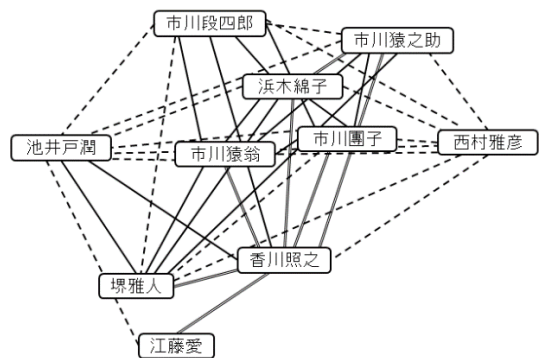 市川段四郎
市川猿之助
浜木綿子
市川團子
西村雅彦
池井戸潤
市川猿翁
香川照之
堺雅人
江藤愛